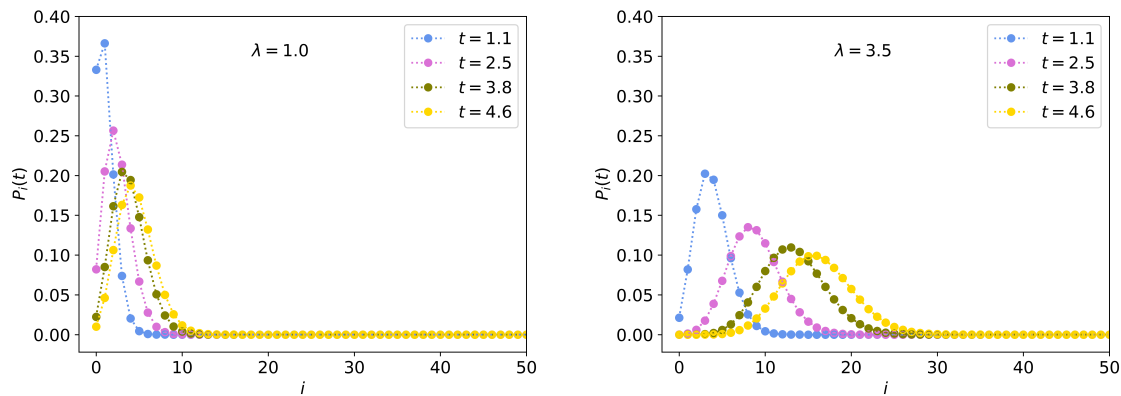 P_i(t)
0.40
0.35
0.30
0.25
0.20
0.15
0.10
0.05
0.00
λ = 1.0
t = 1.1
t = 2.5
t = 3.8
t = 4.6
0 10 20 30 40 50
i
P_i(t)
0.40
0.35
0.30
0.25
0.20
0.15
0.10
0.05
0.00
λ = 3.5
t = 1.1
t = 2.5
t = 3.8
t = 4.6
0 10 20 30 40 50
i